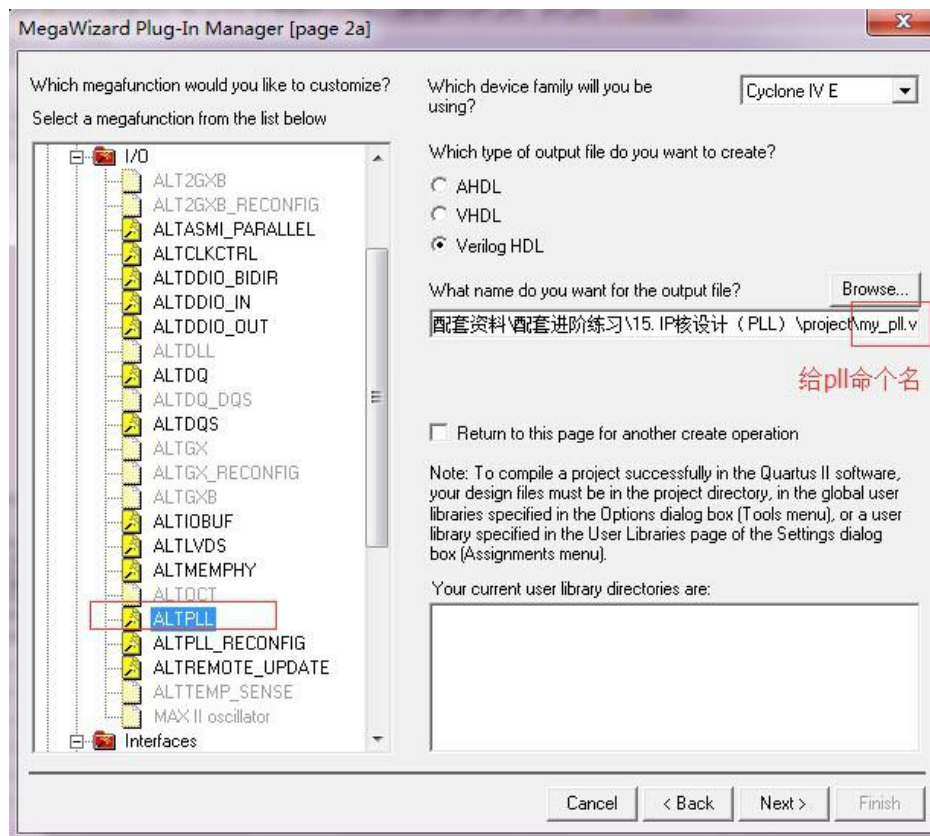 MegaWizard Plug-In Manager [page 2a]
Which megafunction would you like to customize?
Select a megafunction from the list below
I/O
ALT2GXB
ALT2GXB_RECONFIG
ALTASMI_PARALLEL
ALTCLKCTRL
ALTDDIO_BIDIR
ALTDDIO_IN
ALTDDIO_OUT
ALTDLL
ALTDQ
ALTDQ_DQS
ALTDQS
ALTGX
ALTGX_RECONFIG
ALTGXB
ALTIOBUF
ALTLVDS
ALTMEMPHY
ALTOCT
ALTPLL
ALTPLL_RECONFIG
ALTREMOTE_UPDATE
ALTTEMP_SENSE
MAX II oscillator
Interfaces
Which device family will you be
using?
Cyclone IV E
Which type of output file do you want to create?
AHDL
VHDL
Verilog HDL
What name do you want for the output file?
Browse...
配套资料\配套进阶练习\15. IP核设计（PLL）\project\my_pll.v
给pll命个名
Return to this page for another create operation
Note: To compile a project successfully in the Quartus II software,
your design files must be in the project directory, in the global user
libraries specified in the Options dialog box (Tools menu), or a user
library specified in the User Libraries page of the Settings dialog
box (Assignments menu).
Your current user library directories are:
Cancel
< Back
Next >
Finish